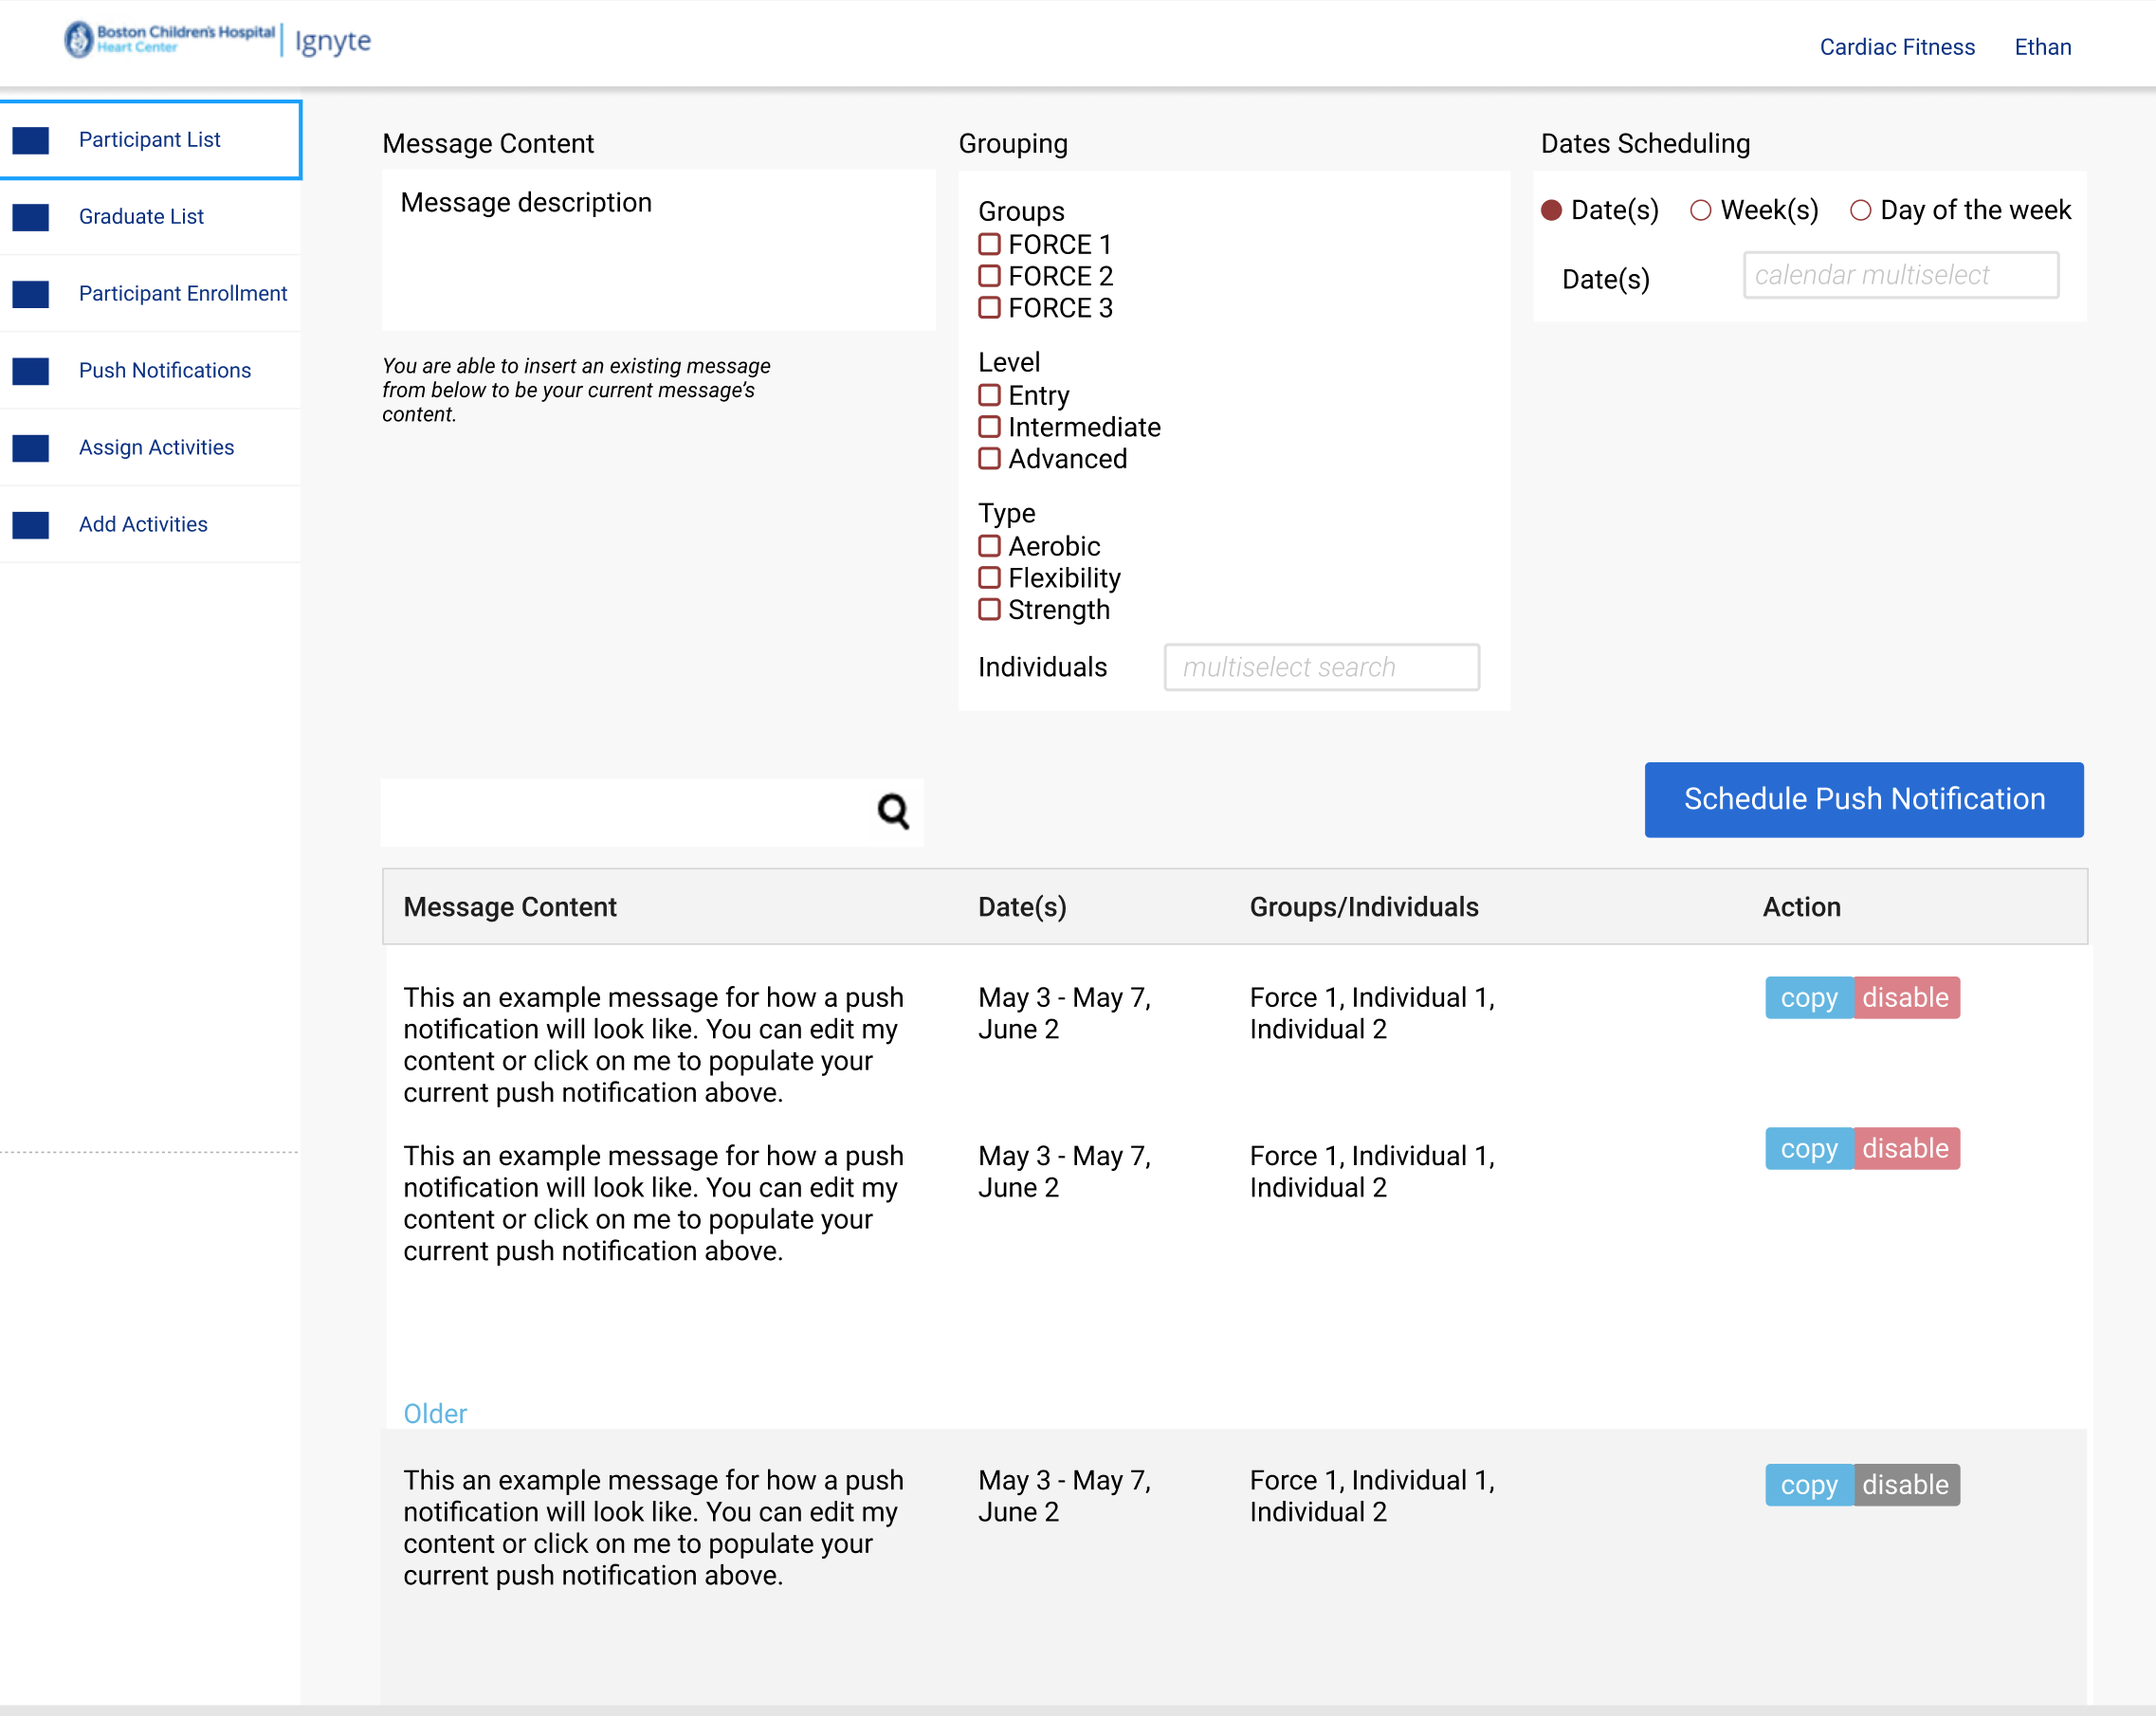 Boston Children's Hospital
Heart Center
Ignyte
Cardiac Fitness
Ethan
Participant List
Graduate List
Participant Enrollment
Push Notifications
Assign Activities
Add Activities
Message Content
Message description
You are able to insert an existing message
from below to be your current message's
content.
Grouping
Groups
FORCE 1
FORCE 2
FORCE 3
Level
Entry
Intermediate
Advanced
Type
Aerobic
Flexibility
Strength
Individuals
multiselect search
Dates Scheduling
Date(s)
Week(s)
Day of the week
Date(s)
calendar multiselect
Schedule Push Notification
Message Content
Date(s)
Groups/Individuals
Action
This an example message for how a push
notification will look like. You can edit my
content or click on me to populate your
current push notification above.
May 3 - May 7,
June 2
Force 1, Individual 1,
Individual 2
copy
disable
This an example message for how a push
notification will look like. You can edit my
content or click on me to populate your
current push notification above.
May 3 - May 7,
June 2
Force 1, Individual 1,
Individual 2
copy
disable
Older
This an example message for how a push
notification will look like. You can edit my
content or click on me to populate your
current push notification above.
May 3 - May 7,
June 2
Force 1, Individual 1,
Individual 2
copy
disable